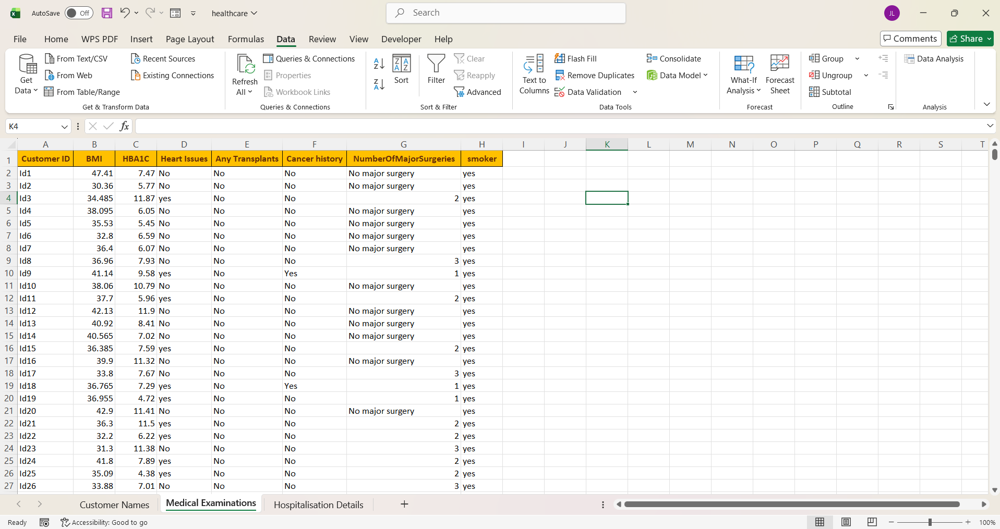 AutoSave Off healthcare Search JL
File Home WPS PDF Insert Page Layout Formulas Data Review View Developer Help Comments Share
Get Data
From Text/CSV
From Web
From Table/Range
Recent Sources
Existing Connections
Get & Transform Data
Refresh All
Queries & Connections
Properties
Workbook Links
Queries & Connections
Sort
Filter
Clear
Reapply
Advanced
Sort & Filter
Text to Columns
Flash Fill
Remove Duplicates
Data Validation
Consolidate
Data Model
Data Tools
What-If Analysis
Forecast Sheet
Forecast
Group
Ungroup
Subtotal
Outline
Data Analysis
Analysis
K4 fx
A B C D E F G H I J K L M N O P Q R S T
1 Customer ID BMI HBA1C Heart Issues Any Transplants Cancer history NumberOfMajorSurgeries smoker
2 Id1 47.41 7.47 No No No No major surgery yes
3 Id2 30.36 5.77 No No No No major surgery yes
4 Id3 34.485 11.87 yes No No 2 yes
5 Id4 38.095 6.05 No No No No major surgery yes
6 Id5 35.53 5.45 No No No No major surgery yes
7 Id6 32.8 6.59 No No No No major surgery yes
8 Id7 36.4 6.07 No No No No major surgery yes
9 Id8 36.96 7.93 No No No 3 yes
10 Id9 41.14 9.58 yes No Yes 1 yes
11 Id10 38.06 10.79 No No No No major surgery yes
12 Id11 37.7 5.96 yes No No 2 yes
13 Id12 42.13 11.9 No No No No major surgery yes
14 Id13 40.92 8.41 No No No No major surgery yes
15 Id14 40.565 7.02 No No No No major surgery yes
16 Id15 36.385 7.59 yes No No 2 yes
17 Id16 39.9 11.32 No No No No major surgery yes
18 Id17 33.8 7.67 No No No 3 yes
19 Id18 36.765 7.29 yes No Yes 1 yes
20 Id19 36.955 4.72 yes No No 1 yes
21 Id20 42.9 11.41 No No No No major surgery yes
22 Id21 36.3 11.5 yes No No 2 yes
23 Id22 32.2 6.22 yes No No 2 yes
24 Id23 31.3 11.38 No No No 3 yes
25 Id24 41.8 7.89 yes No No 2 yes
26 Id25 35.09 4.38 yes No No 2 yes
27 Id26 33.88 7.01 No No No 3 yes
Customer Names Medical Examinations Hospitalisation Details
Ready Accessibility: Good to go 100%